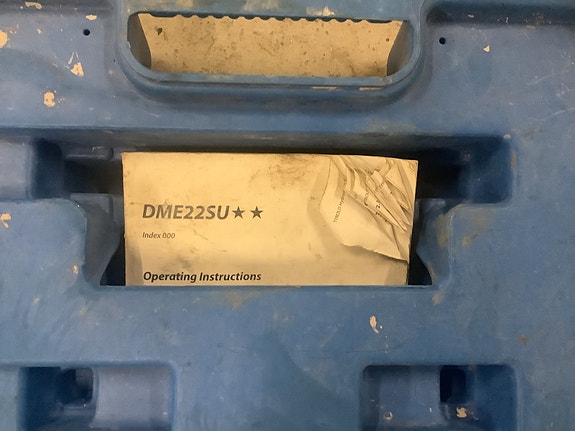 DME22SU★★
Index 000
Operating Instructions